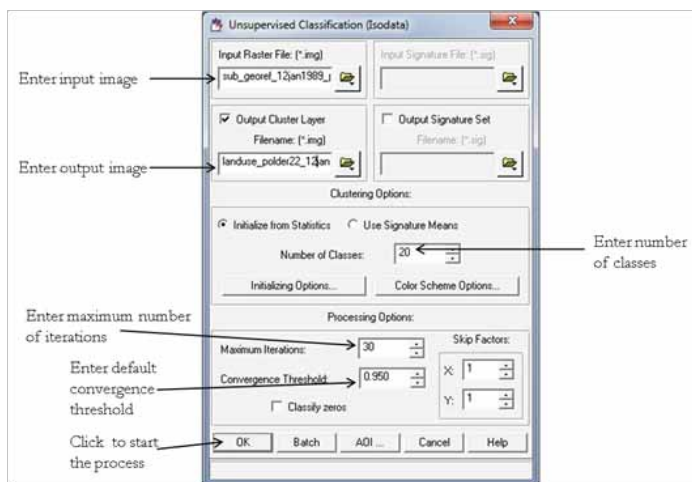 Unsupervised Classification (Isodata)
Input Raster File: (*.img)
Input Signature File: (*.sig)
Enter input image
sub_georef_12jan1989_
Output Cluster Layer
Output Signature Set
Filename: (*.img)
Filename: (*.sig)
Enter output image
landuse_polder22_12jan
Clustering Options:
Initialize from Statistics
Use Signature Means
Number of Classes:
20
Enter number
of classes
Initializing Options...
Color Scheme Options...
Enter maximum number
of iterations
Processing Options:
Maximum Iterations:
30
Skip Factors:
Enter default
convergence
threshold
Convergence Threshold:
0.950
X: 1
Y: 1
Classify zeros
Click to start
the process
OK
Batch
AOI ...
Cancel
Help